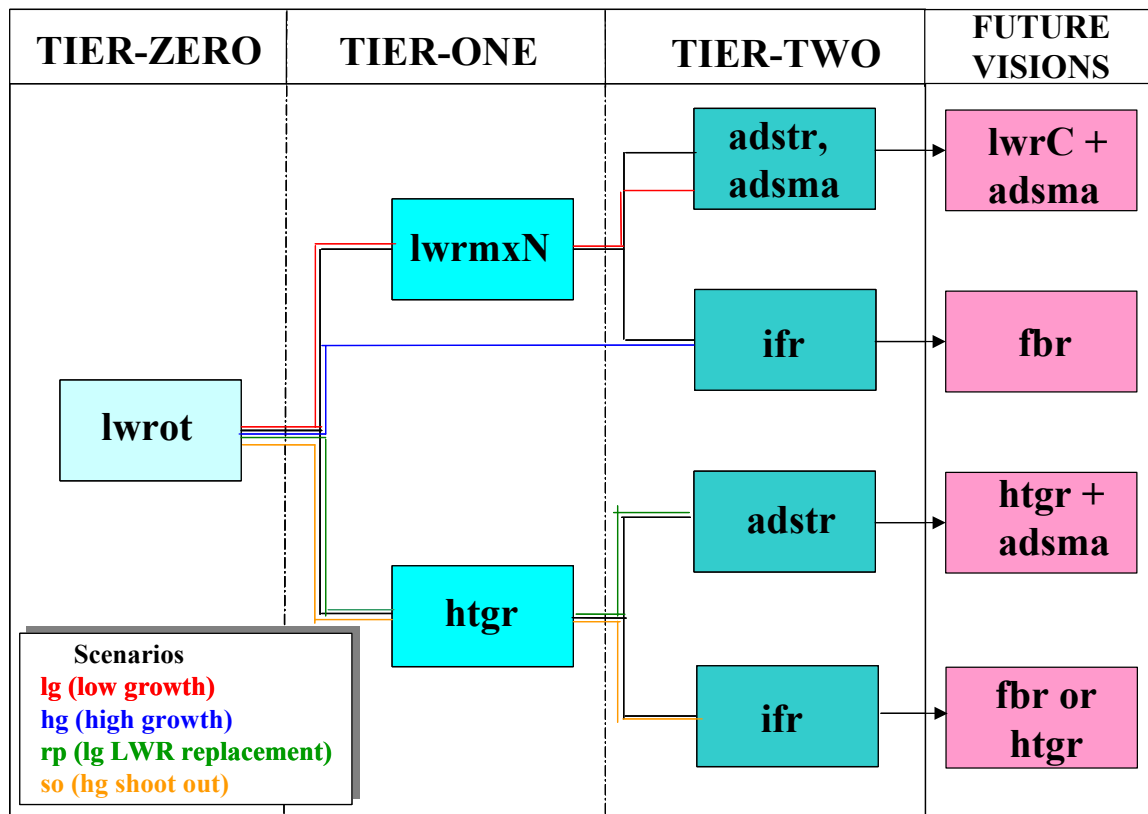 TIER-ZERO
TIER-ONE
TIER-TWO
FUTURE
VISIONS
lwrot
lwrmxN
htgr
adstr,
adsma
ifr
adstr
ifr
lwrC +
adsma
fbr
htgr +
adsma
fbr or
htgr
Scenarios
lg (low growth)
hg (high growth)
rp (lg LWR replacement)
so (hg shoot out)